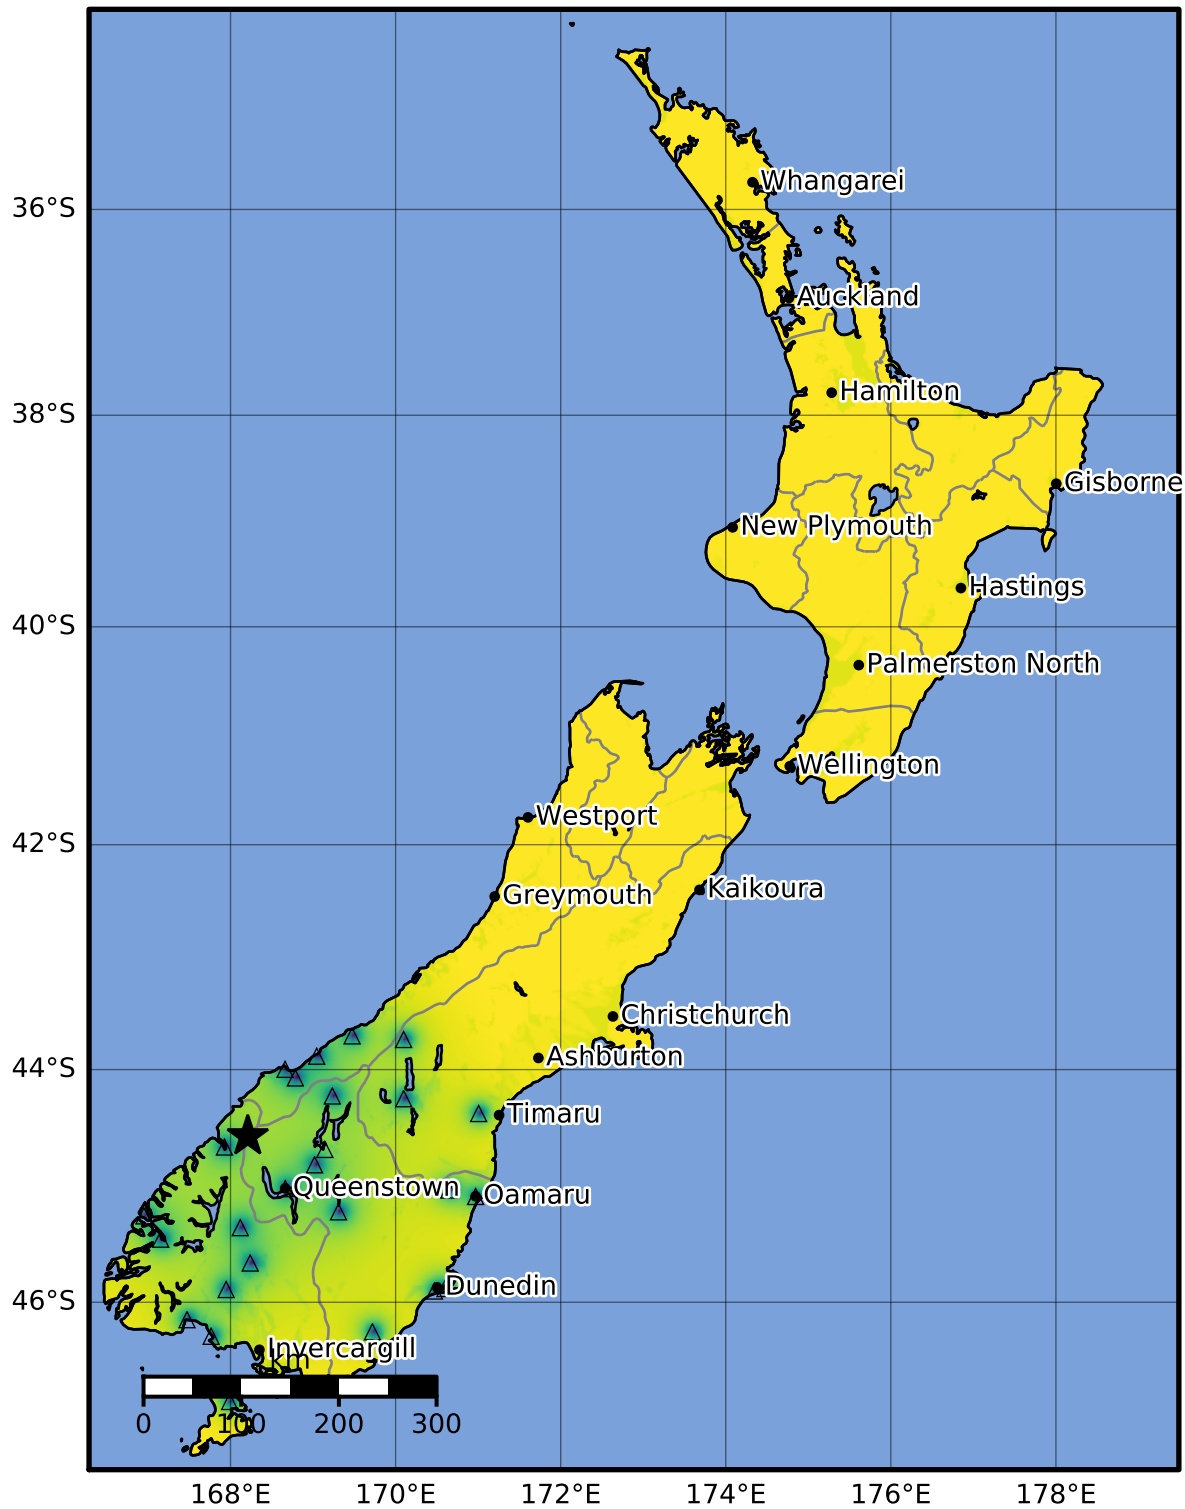 Whangarei
36°S
Auckland
Hamilton
38°S
Gisborne
New Plymouth
Hastings
40°S
Palmerston North
Wellington
Westport
42°S
Kaikoura
Greymouth
Christchurch
Ashburton
44°S
Timaru
Queenstown
Oamaru
Dunedin
46°S
Invercargill
km
0 100 200 300
168°E 170°E 172°E 174°E 176°E 178°E